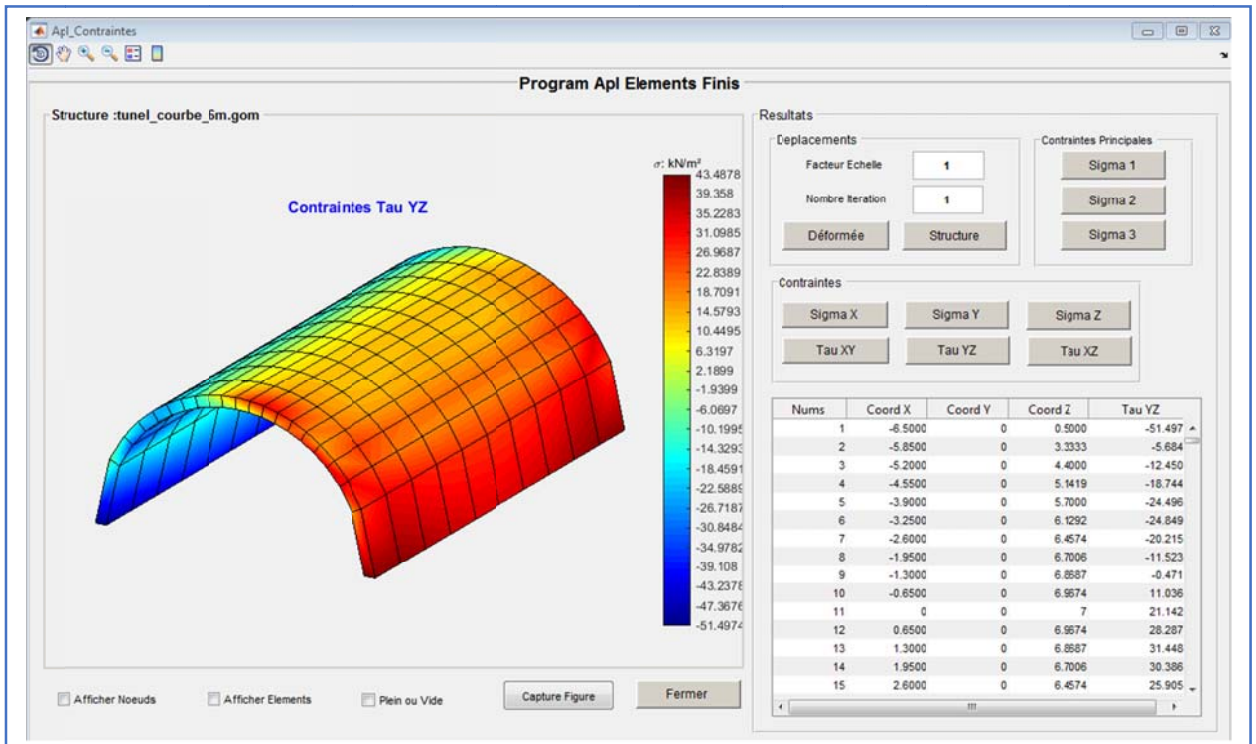 Apl_Contraintes
Program Apl Elements Finis
Structure :tunel_courbe_6m.gom
Contraintes Tau YZ
σ: kN/m²
43.4878
39.358
35.2283
31.0985
26.9687
22.8389
18.7091
14.5793
10.4495
6.3197
2.1899
-1.9399
-6.0697
-10.1995
-14.3293
-18.4591
-22.5889
-26.7187
-30.8484
-34.9782
-39.108
-43.2378
-47.3676
-51.4974
Afficher Noeuds
Afficher Elements
Plein ou Vide
Capture Figure
Fermer
Resultats
Deplacements
Facteur Echelle 1
Nombre Iteration 1
Déformée Structure
Contraintes Principales
Sigma 1
Sigma 2
Sigma 3
Contraintes
Sigma X Sigma Y Sigma Z
Tau XY Tau YZ Tau XZ
Nums Coord X Coord Y Coord Z Tau YZ
1 -6.5000 0 0.5000 -51.497
2 -5.8500 0 3.3333 -5.684
3 -5.2000 0 4.4000 -12.450
4 -4.5500 0 5.1419 -18.744
5 -3.9000 0 5.7000 -24.496
6 -3.2500 0 6.1292 -24.849
7 -2.6000 0 6.4574 -20.215
8 -1.9500 0 6.7006 -11.523
9 -1.3000 0 6.8687 -0.471
10 -0.6500 0 6.9674 11.036
11 0 0 7 21.142
12 0.6500 0 6.9674 28.287
13 1.3000 0 6.8687 31.448
14 1.9500 0 6.7006 30.386
15 2.6000 0 6.4574 25.905